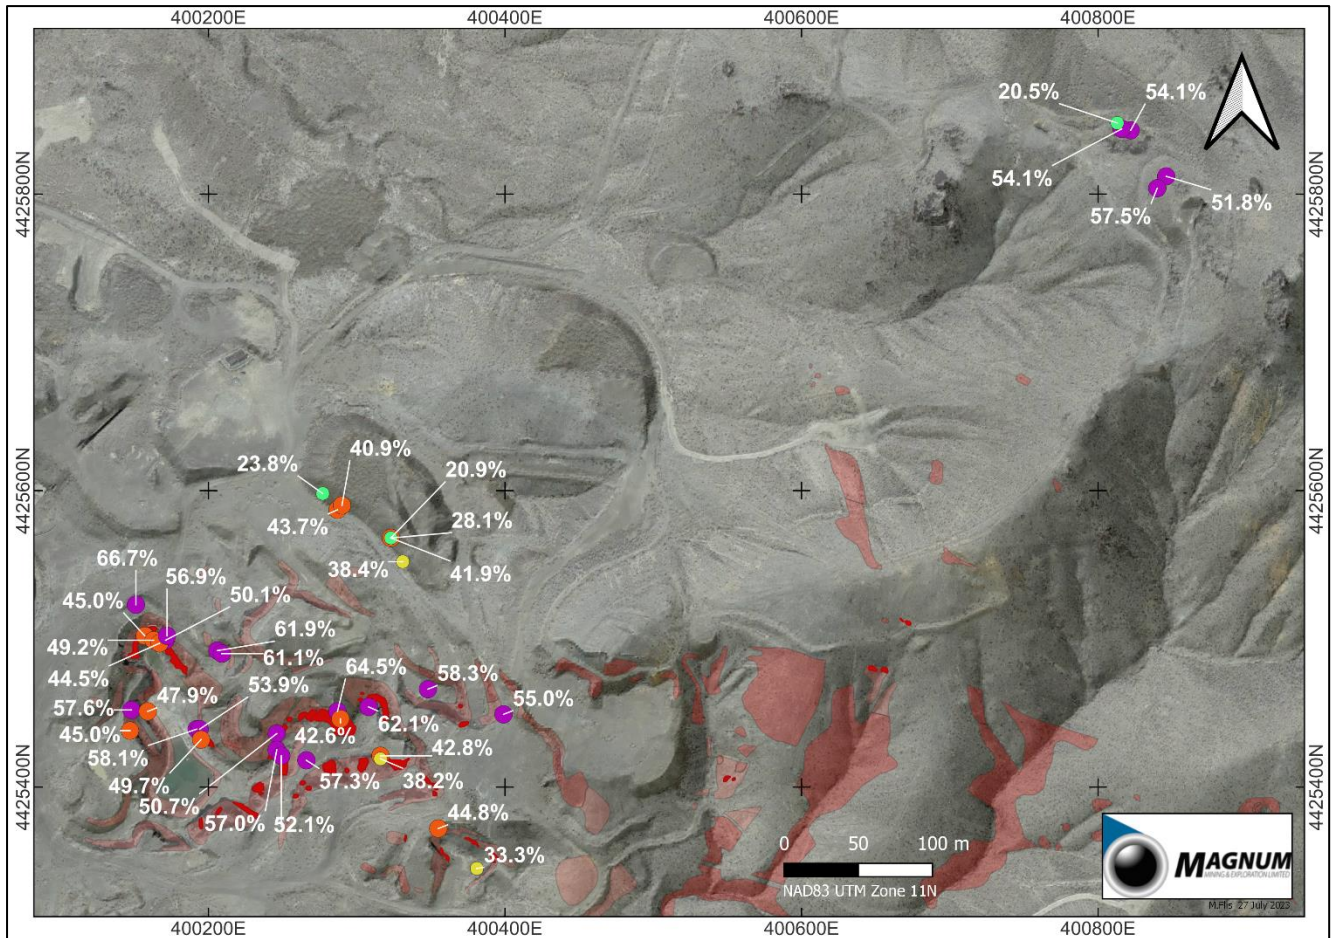 400200E
400400E
400600E
400800E
4425800N
4425800N
20.5%
54.1%
54.1%
57.5%
51.8%
4425600N
4425600N
23.8%
40.9%
20.9%
43.7%
28.1%
38.4%
41.9%
66.7%
56.9%
45.0%
50.1%
49.2%
61.9%
44.5%
61.1%
47.9%
53.9%
64.5%
58.3%
57.6%
55.0%
45.0%
62.1%
58.1%
42.6%
42.8%
49.7%
57.3%
38.2%
50.7%
57.0%
52.1%
44.8%
33.3%
4425400N
4425400N
0 50 100 m
NAD83 UTM Zone 11N
MAGNUM
MINING & EXPLORATION LIMITED
M.Flis 27 July 2023
400200E
400400E
400600E
400800E